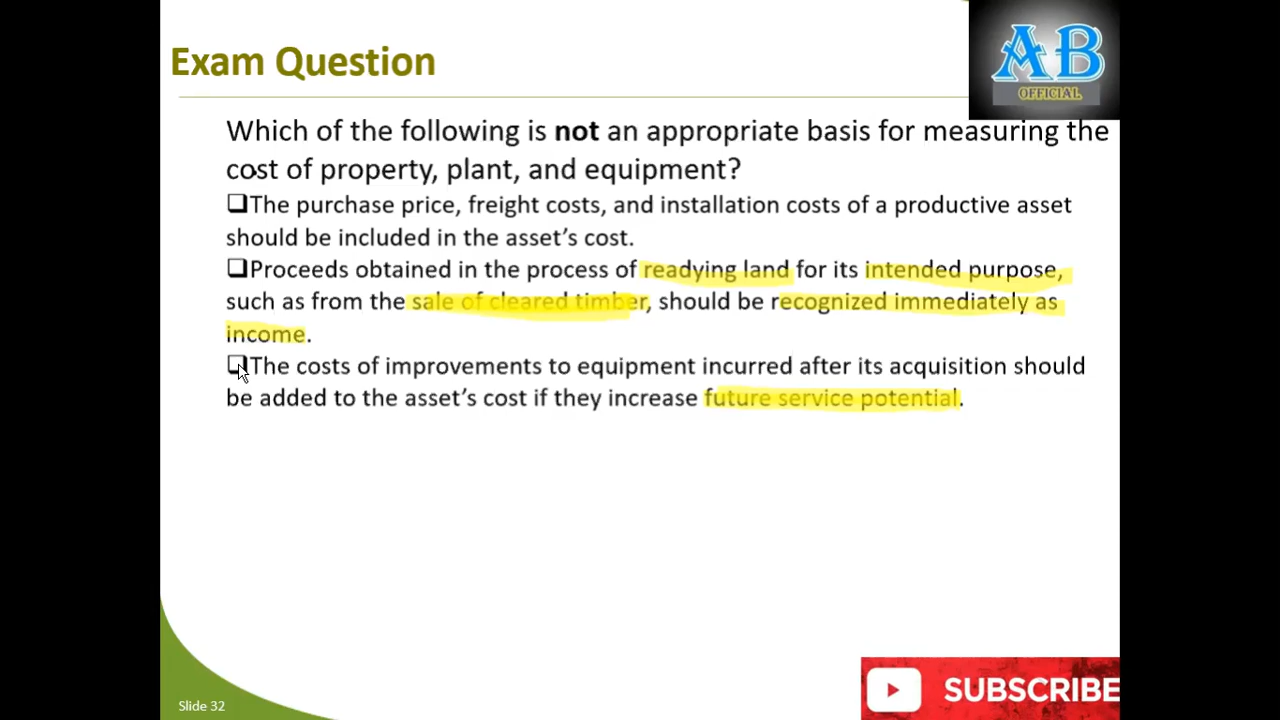 Exam Question
AB
OFFICIAL
Which of the following is not an appropriate basis for measuring the
cost of property, plant, and equipment?
❑The purchase price, freight costs, and installation costs of a productive asset
should be included in the asset’s cost.
❑Proceeds obtained in the process of readying land for its intended purpose,
such as from the sale of cleared timber, should be recognized immediately as
income.
❑The costs of improvements to equipment incurred after its acquisition should
be added to the asset’s cost if they increase future service potential.
Slide 32
SUBSCRIBE